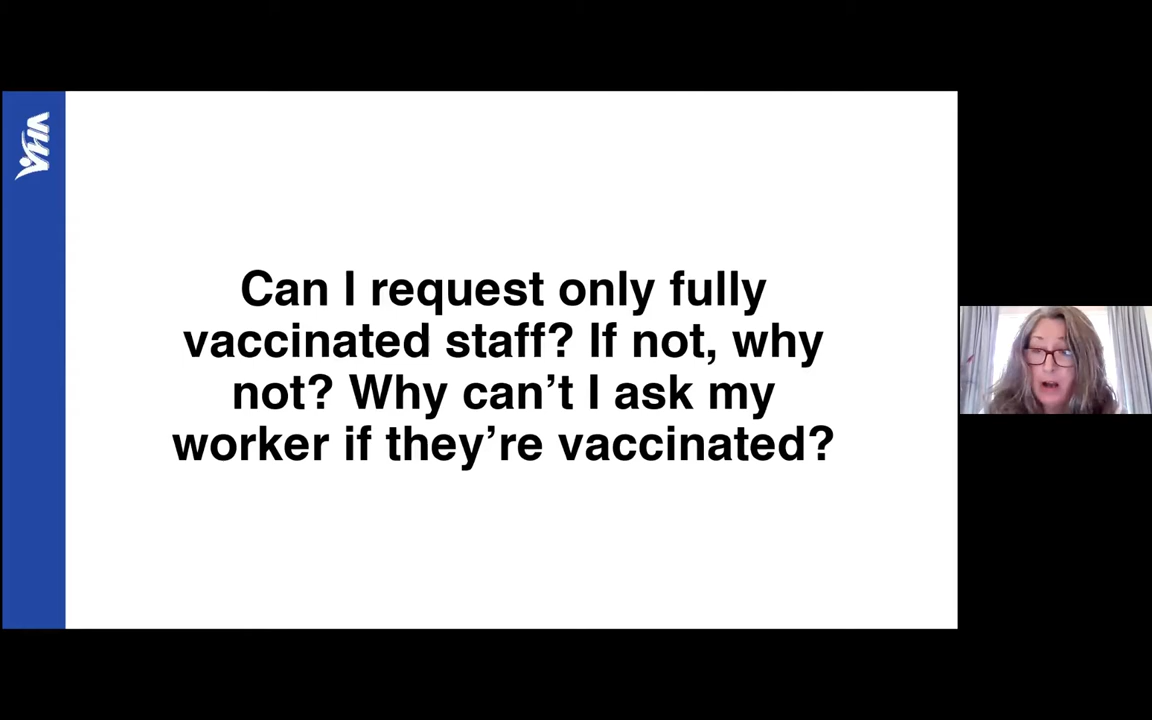 VHA
Can I request only fully
vaccinated staff? If not, why
not? Why can’t I ask my
worker if they’re vaccinated?